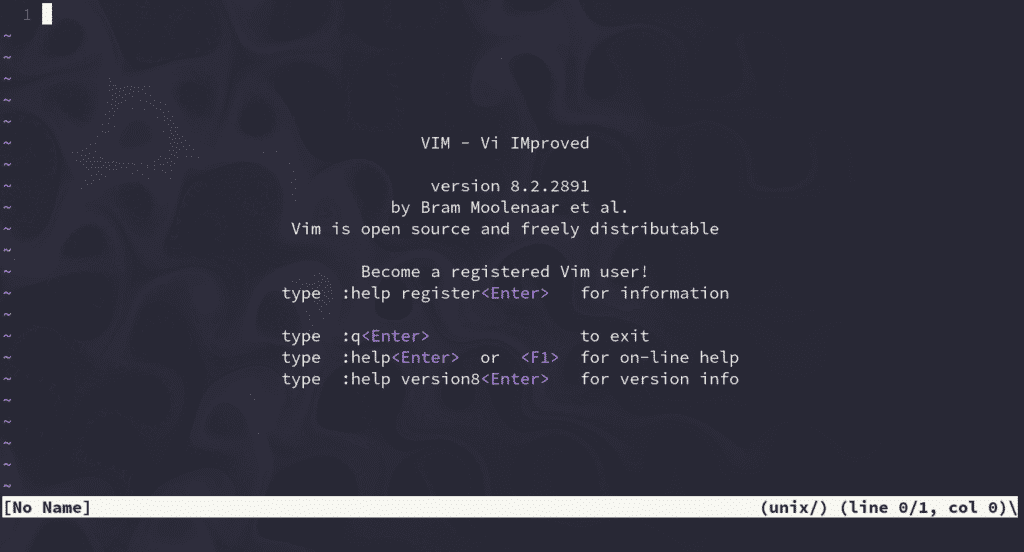 1
~
~
~
~
~
~ VIM - Vi IMproved
~
~ version 8.2.2891
~ by Bram Moolenaar et al.
~ Vim is open source and freely distributable
~
~ Become a registered Vim user!
~ type :help register<Enter> for information
~
~ type :q<Enter> to exit
~ type :help<Enter> or <F1> for on-line help
~ type :help version8<Enter> for version info
~
~
~
~
~
[No Name] (unix/) (line 0/1, col 0)\